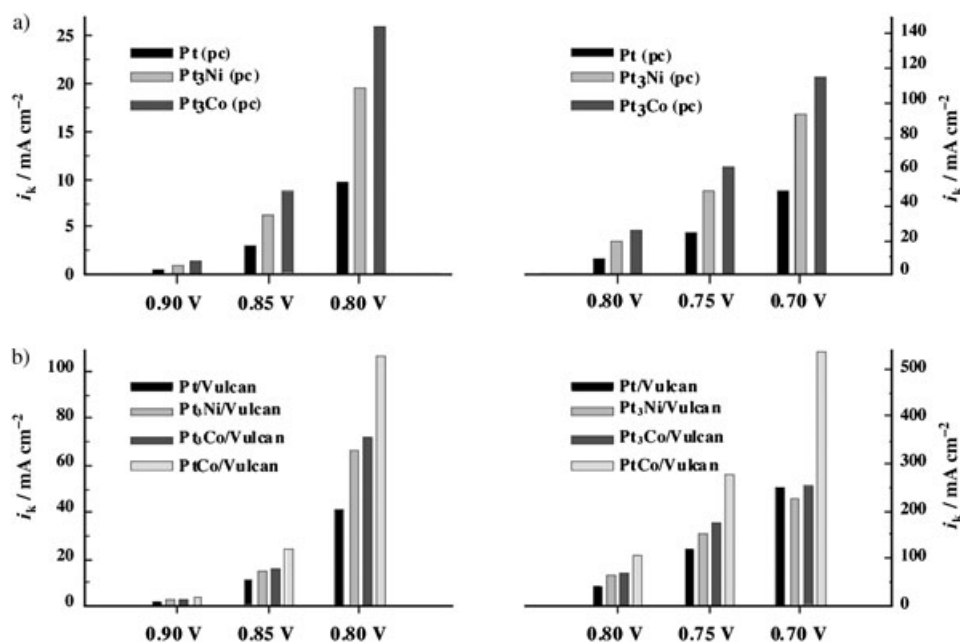 a)
25
20
15
10
5
0
iₖ / mA cm⁻²
Pt (pc)
Pt₃Ni (pc)
Pt₃Co (pc)
0.90 V 0.85 V 0.80 V
Pt (pc)
Pt₃Ni (pc)
Pt₃Co (pc)
140
120
100
80
60
40
20
0
iₖ / mA cm⁻²
0.80 V 0.75 V 0.70 V
b)
100
80
60
40
20
0
iₖ / mA cm⁻²
Pt/Vulcan
Pt₃Ni/Vulcan
Pt₃Co/Vulcan
PtCo/Vulcan
0.90 V 0.85 V 0.80 V
Pt/Vulcan
Pt₃Ni/Vulcan
Pt₃Co/Vulcan
PtCo/Vulcan
500
400
300
200
100
0
iₖ / mA cm⁻²
0.80 V 0.75 V 0.70 V